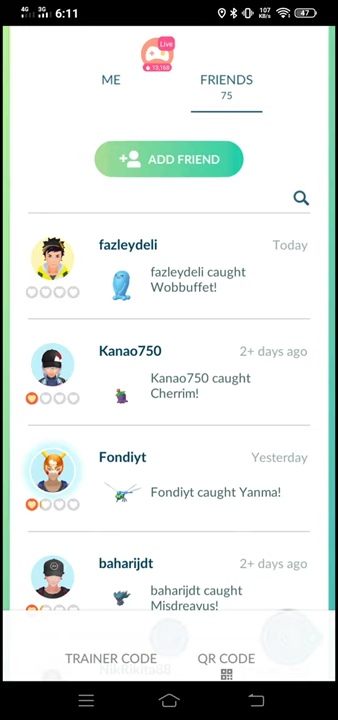 4G 3G 6:11 107 KB/s 47
Live
13,168
ME FRIENDS
75
ADD FRIEND
fazleydeli Today
fazleydeli caught
Wobbuffet!
Kanao750 2+ days ago
Kanao750 caught
Cherrim!
Fondiyt Yesterday
Fondiyt caught Yanma!
baharijdt 2+ days ago
baharijdt caught
Misdreavus!
TRAINER CODE QR CODE